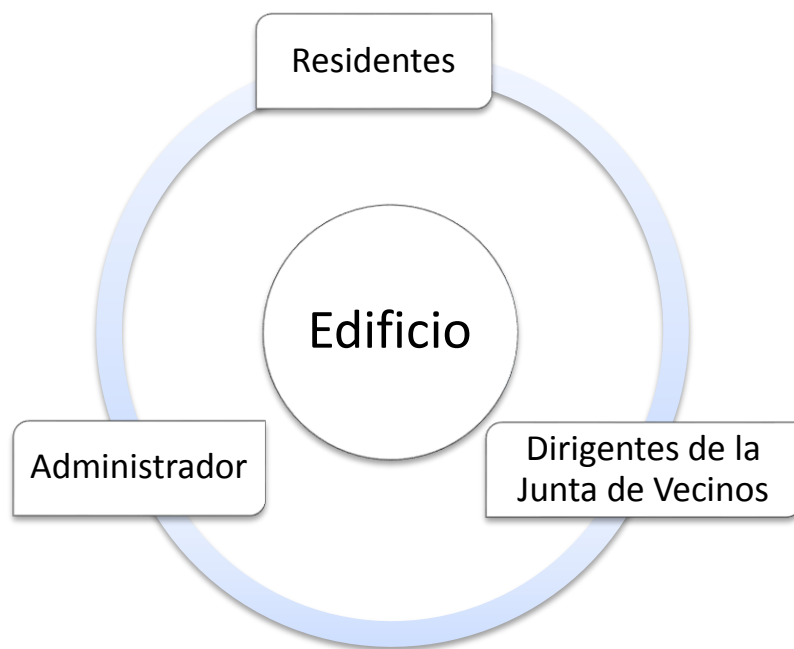 Residentes
Edificio
Administrador
Dirigentes de la
Junta de Vecinos